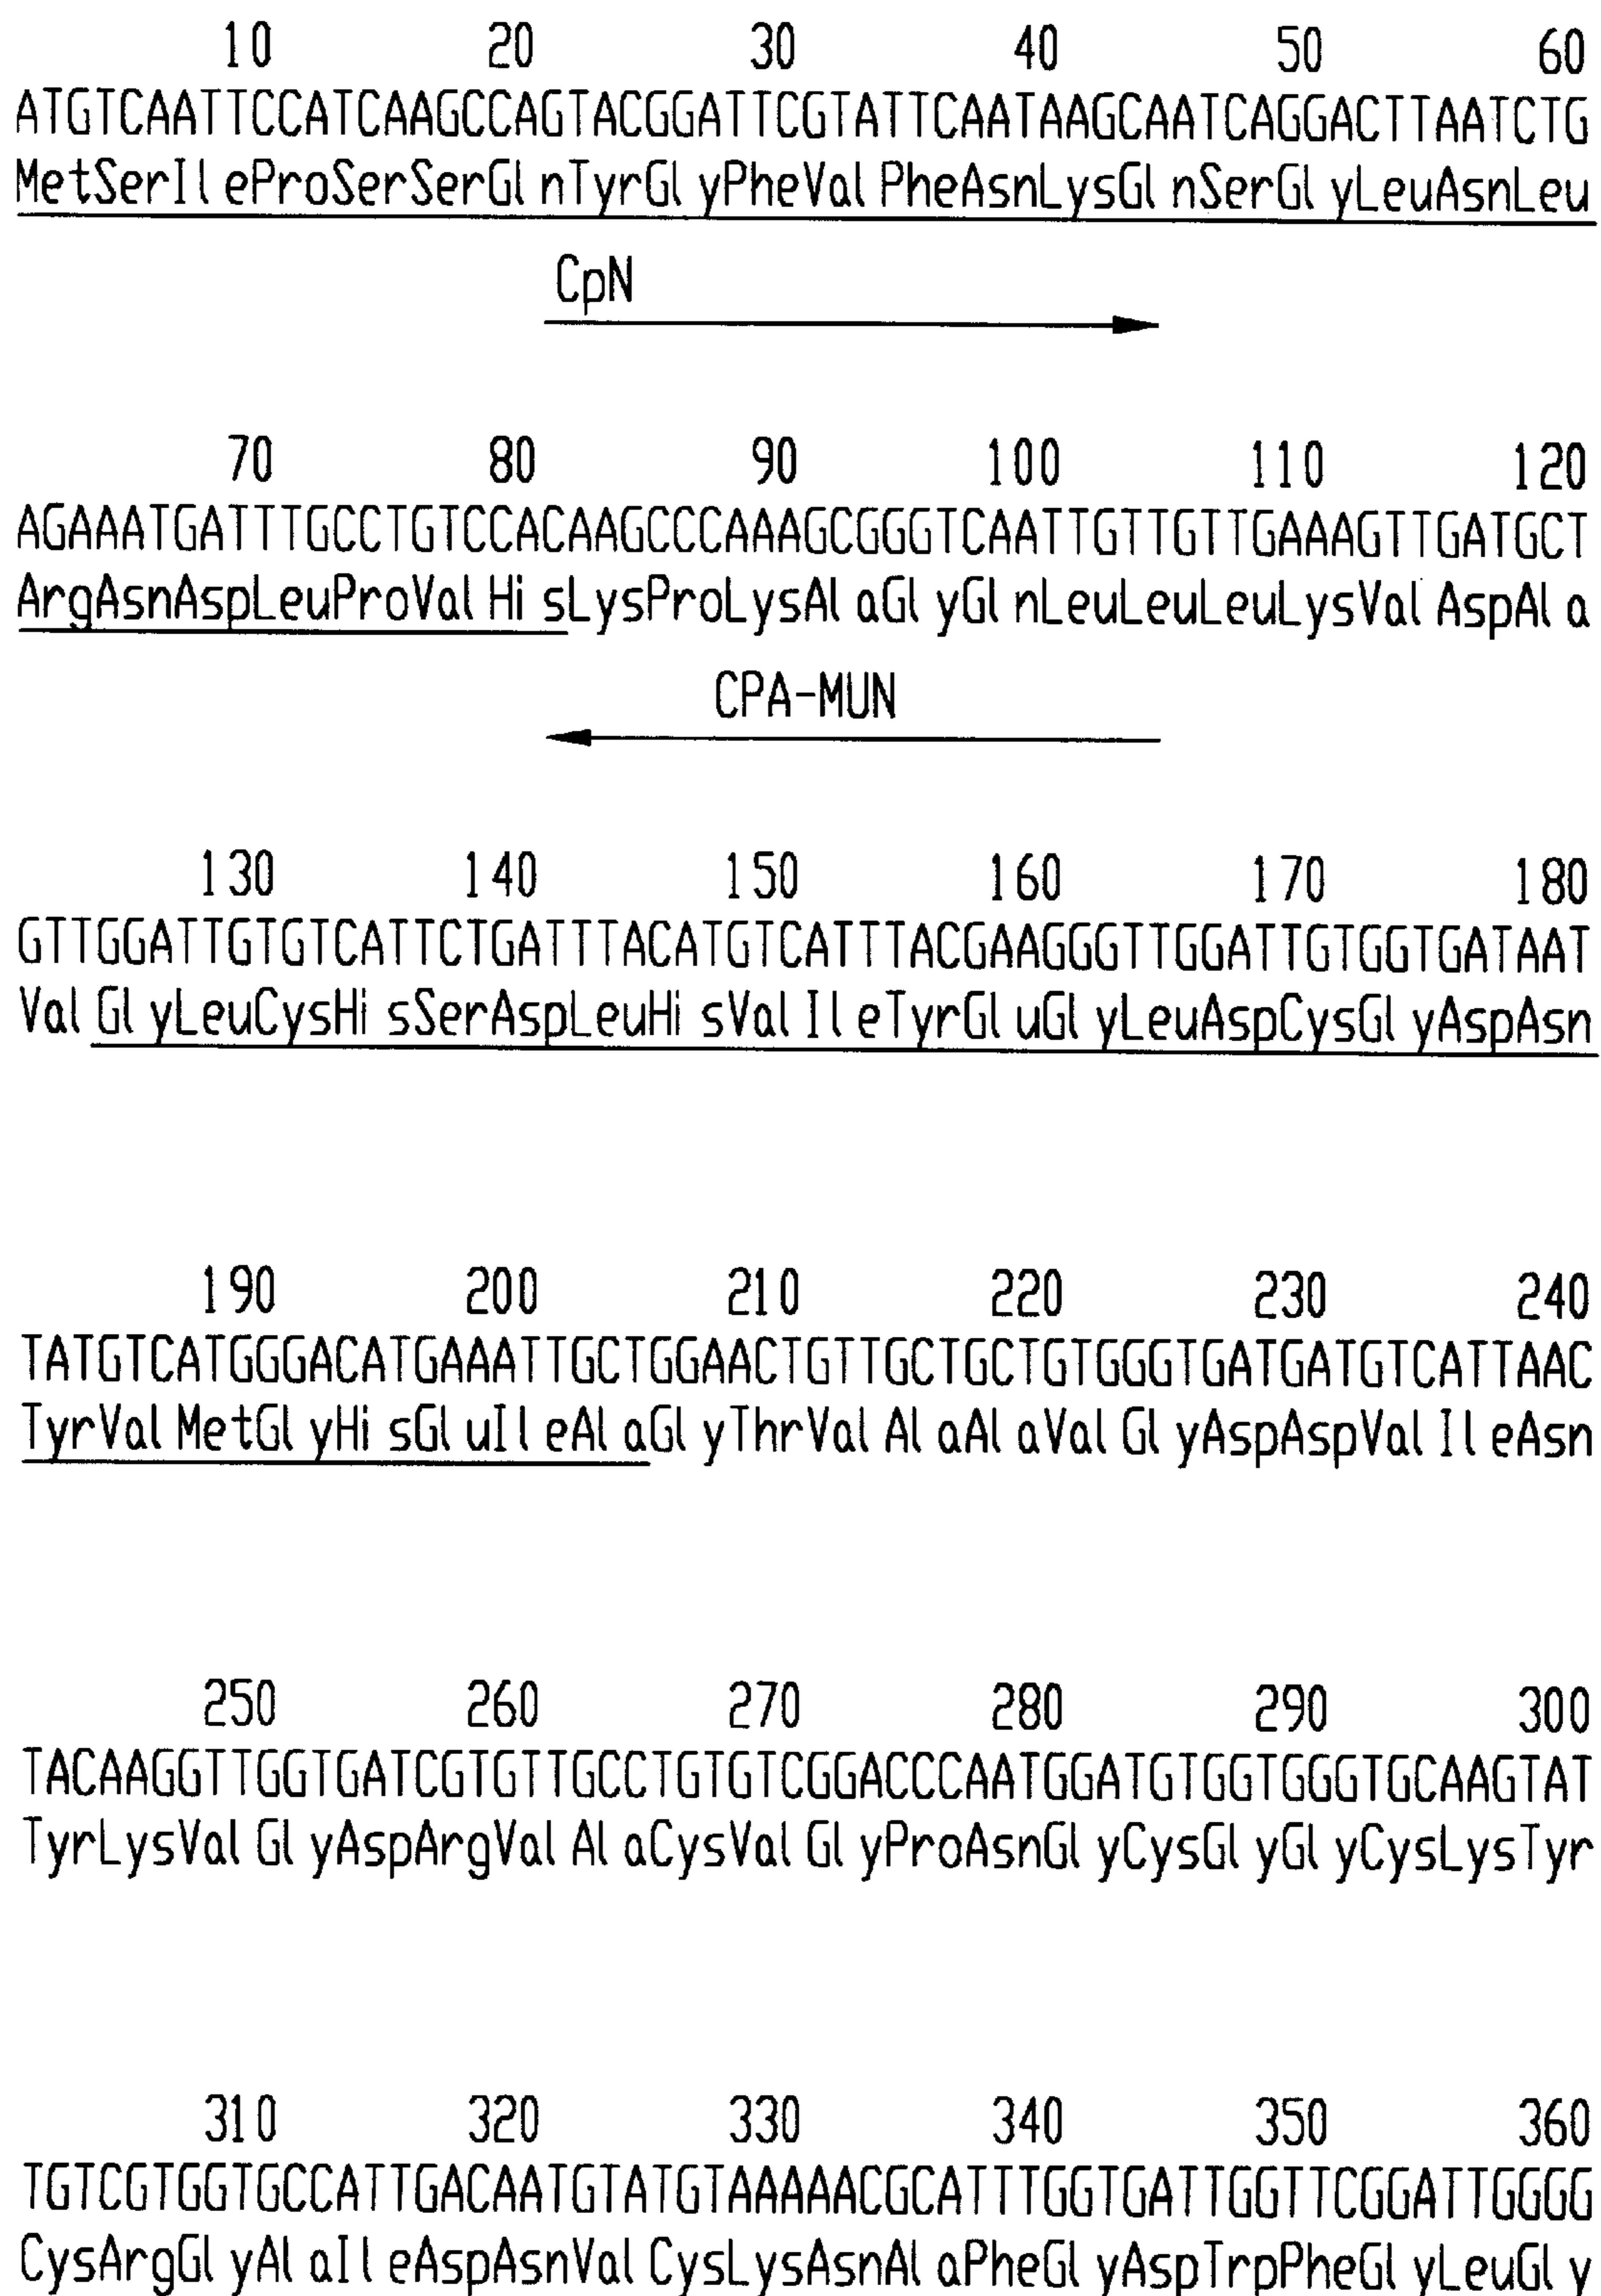 10 20 30 40 50 60
ATGTCAATTCCATCAAGCCAGTACGGATTCGTATTCAATAAGCAATCAGGACTTAATCTG
MetSerIleProSerSerGlnTyrGlyPheValPheAsnLysGlnSerGlyLeuAsnLeu
CpN
70 80 90 100 110 120
AGAAATGATTTGCCTGTCCACAAGCCCAAAGCGGGTCAATTGTTGTTGAAAGTTGATGCT
ArgAsnAspLeuProValHisLysProLysAlaGlyGlnLeuLeuLeuLysValAspAla
CPA-MUN
130 140 150 160 170 180
GTTGGATTGTGTCATTCTGATTTACATGTCATTTACGAAGGGTTGGATTGTGGTGATAAT
ValGlyLeuCysHisSerAspLeuHisValIleTyrGluGlyLeuAspCysGlyAspAsn
190 200 210 220 230 240
TATGTCATGGGACATGAAATTGCTGGAACTGTTGCTGCTGTGGGTGATGATGTCATTAAC
TyrValMetGlyHisGluIleAlaGlyThrValAlaAlaValGlyAspAspValIleAsn
250 260 270 280 290 300
TACAAGGTTGGTGATCGTGTTGCCTGTGTCGGACCCAATGGATGTGGTGGGTGCAAGTAT
TyrLysValGlyAspArgValAlaCysValGlyProAsnGlyCysGlyGlyCysLysTyr
310 320 330 340 350 360
TGTCGTGGTGCCATTGACAATGTATGTAAAAACGCATTTGGTGATTGGTTCGGATTGGGG
CysArgGlyAlaIleAspAsnValCysLysAsnAlaPheGlyAspTrpPheGlyLeuGly